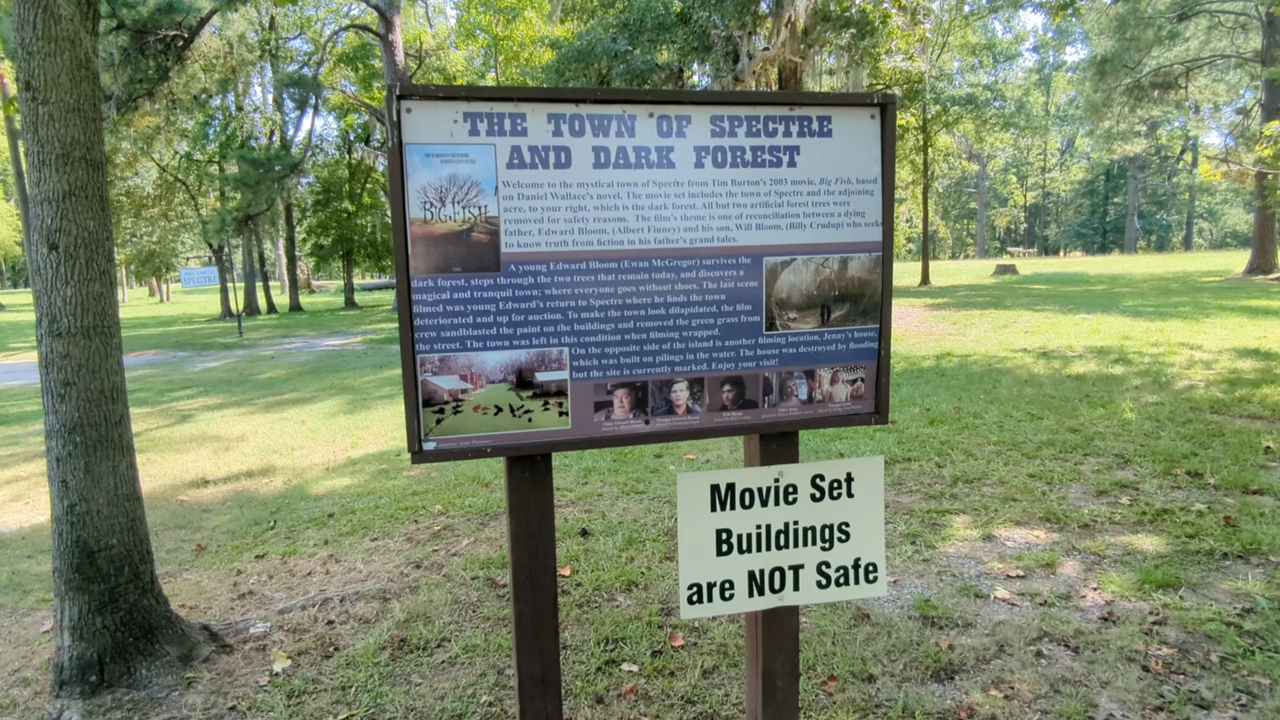 THE TOWN OF SPECTRE
AND DARK FOREST
BIG FISH
Welcome to the mystical town of Spectre from Tim Burton's 2003 movie, Big Fish, based
on Daniel Wallace's novel. The movie set includes the town of Spectre and the adjoining
acre, to your right, which is the dark forest. All but two artificial forest trees were
removed for safety reasons. The film's theme is one of reconciliation between a dying
father, Edward Bloom, (Albert Finney) and his son, Will Bloom, (Billy Crudup) who seeks
to know truth from fiction in his father's grand tales.
A young Edward Bloom (Ewan McGregor) survives the
dark forest, steps through the two trees that remain today, and discovers a
magical and tranquil town; where everyone goes without shoes. The last scene
filmed was young Edward's return to Spectre where he finds the town
deteriorated and up for auction. To make the town look dilapidated, the film
crew sandblasted the paint on the buildings and removed the green grass from
the street. The town was left in this condition when filming wrapped.
On the opposite side of the island is another filming location, Jenny's house,
which was built on pilings in the water. The house was destroyed by flooding
but the site is currently marked. Enjoy your visit!
SPECTRE
Movie Set
Buildings
are NOT Safe